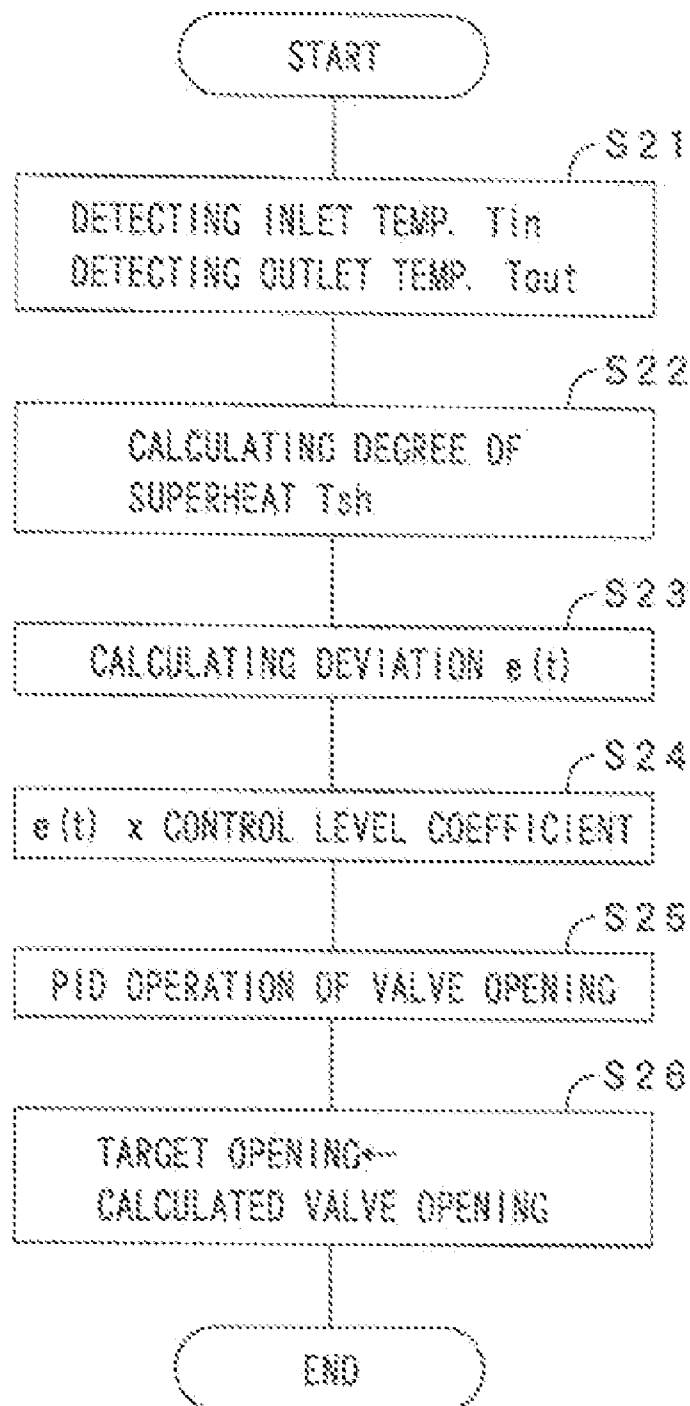 START
S21
DETECTING INLET TEMP. Tin
DETECTING OUTLET TEMP. Tout
S22
CALCULATING DEGREE OF
SUPERHEAT Tsh
S23
CALCULATING DEVIATION e(t)
S24
e(t) x CONTROL LEVEL COEFFICIENT
S25
PID OPERATION OF VALVE OPENING
S26
TARGET OPENING←
CALCULATED VALVE OPENING
END